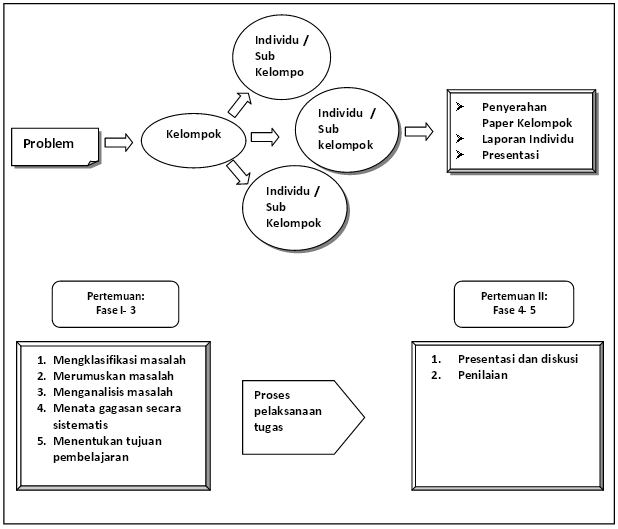 Individu /
Sub
Kelompo
Individu /
Sub
kelompok
Individu /
Sub
Kelompok
Problem
Kelompok
➢ Penyerahan
Paper Kelompok
➢ Laporan Individu
➢ Presentasi
Pertemuan:
Fase I- 3
Pertemuan II:
Fase 4- 5
1. Mengklasifikasi masalah
2. Merumuskan masalah
3. Menganalisis masalah
4. Menata gagasan secara
sistematis
5. Menentukan tujuan
pembelajaran
Proses
pelaksanaan
tugas
1. Presentasi dan diskusi
2. Penilaian